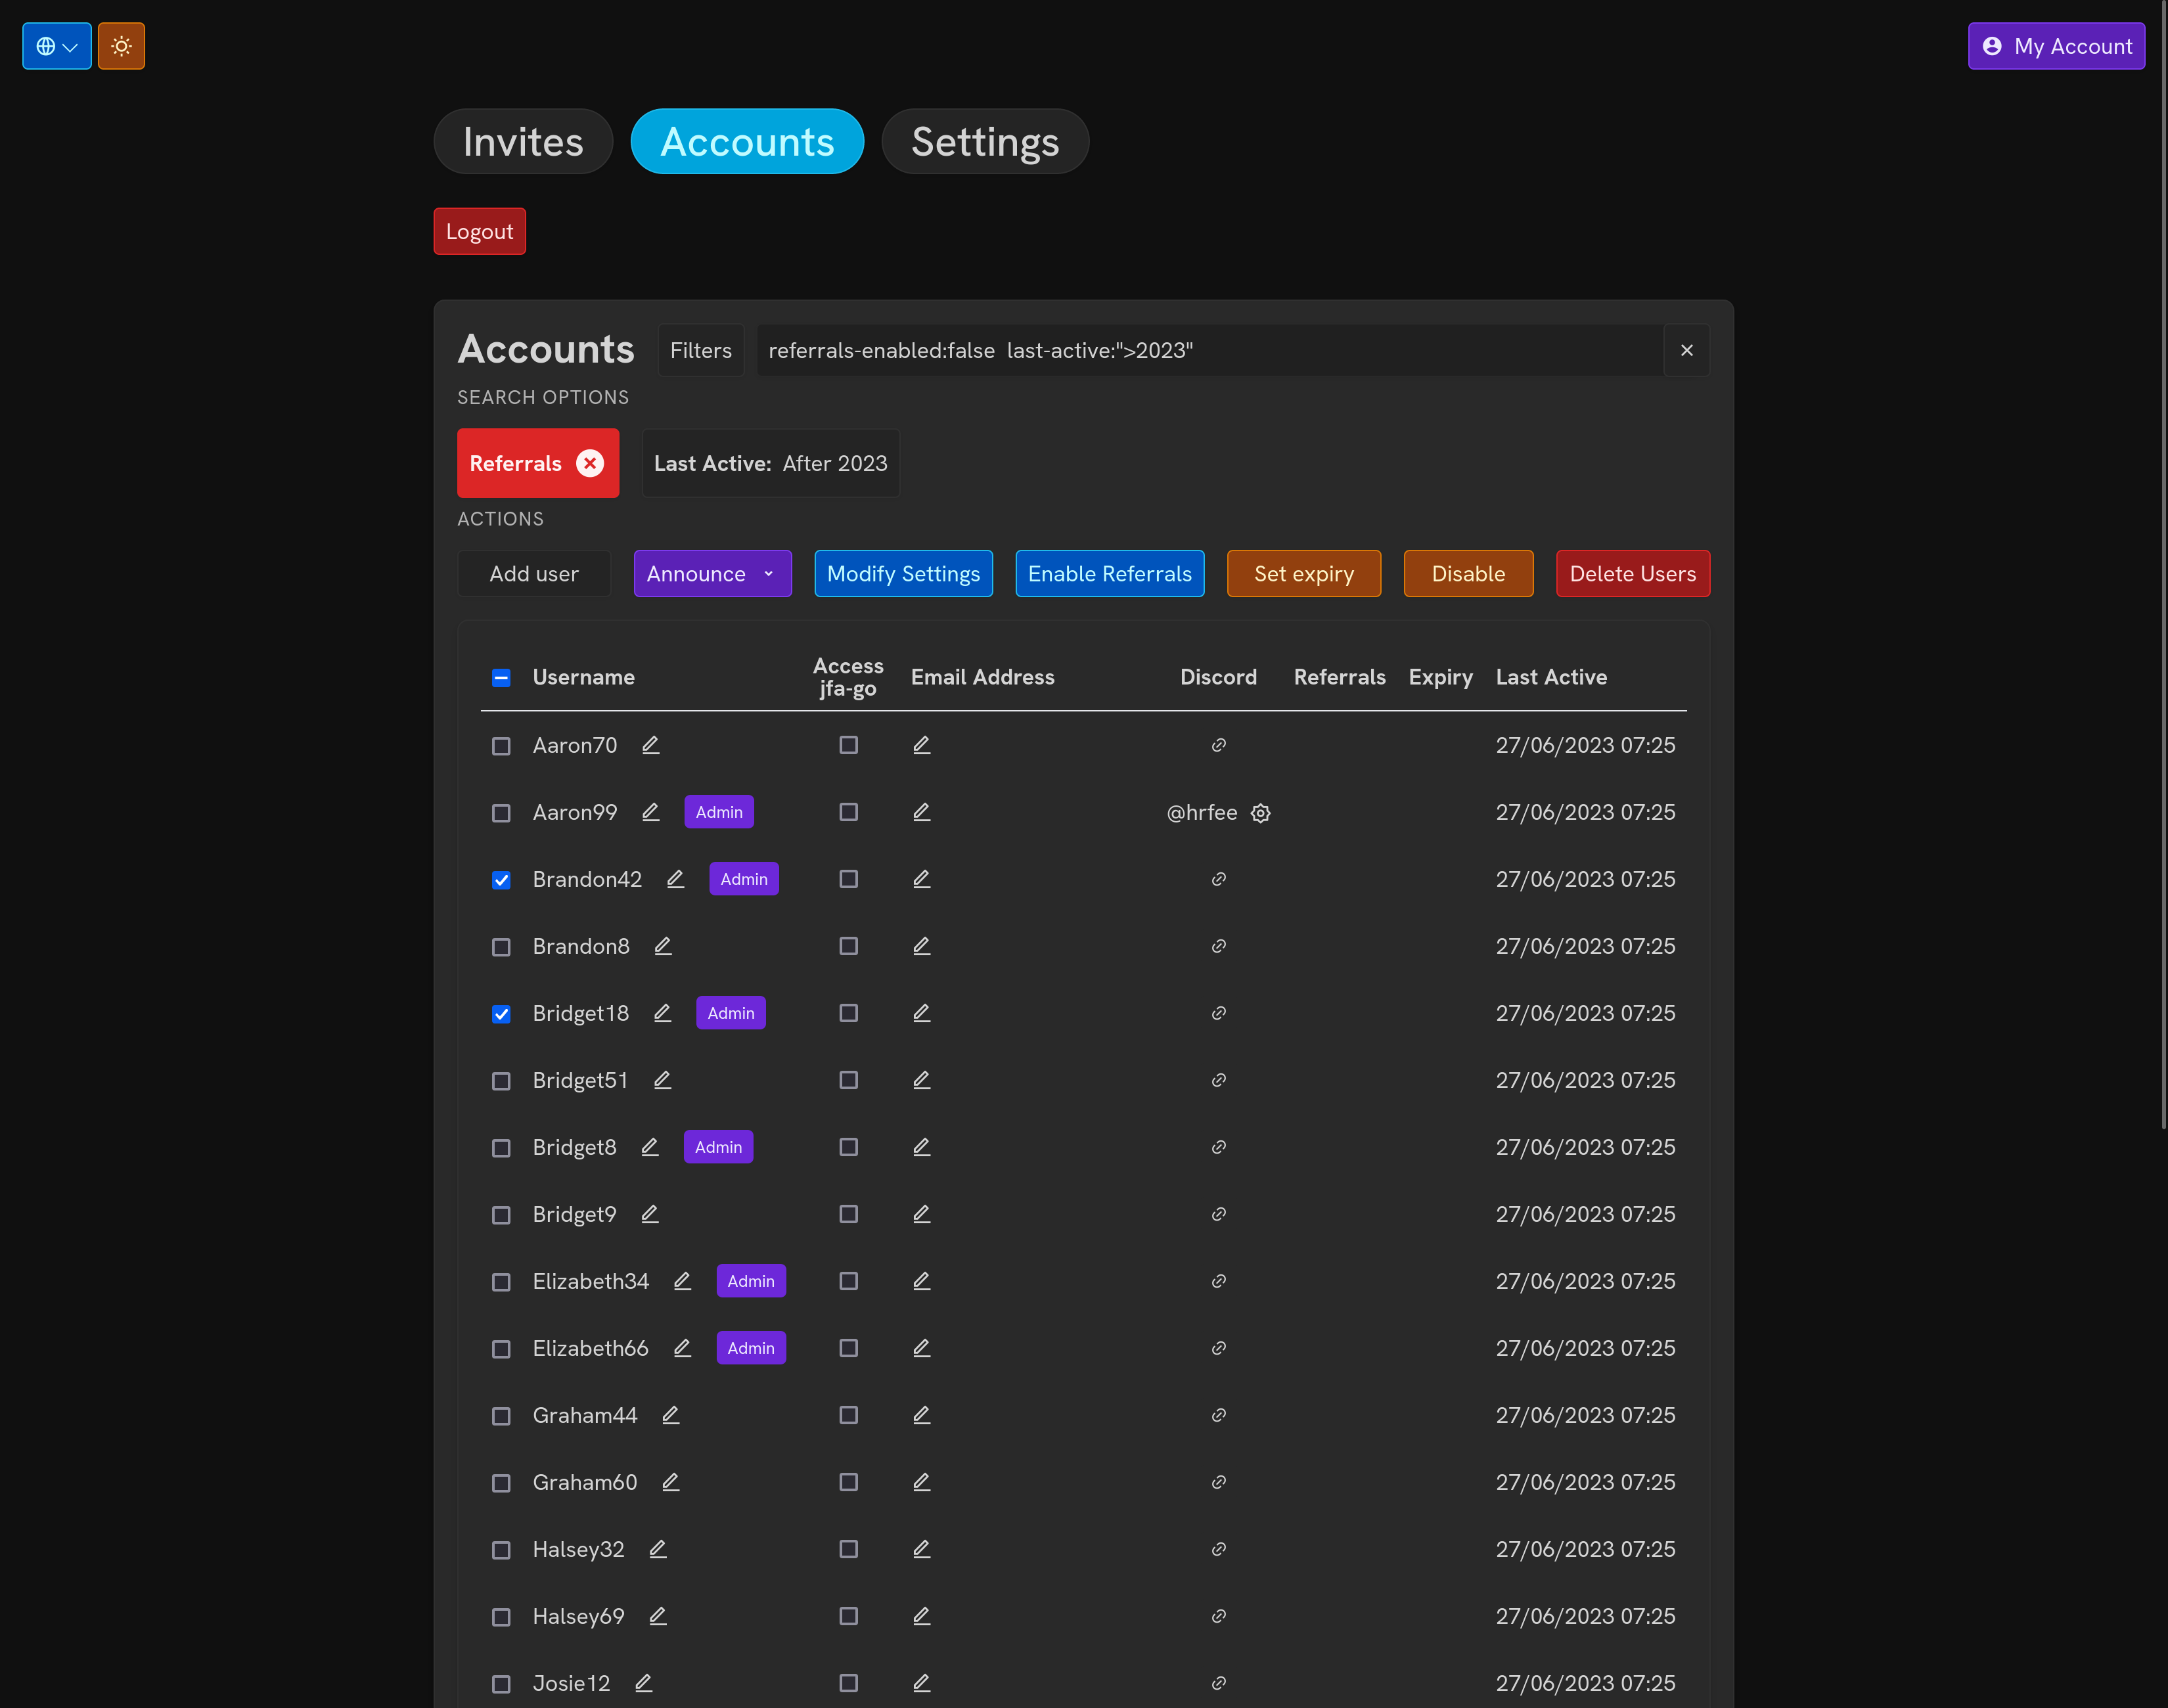 My Account
Invites Accounts Settings
Logout
Accounts Filters referrals-enabled:false last-active:">2023"
SEARCH OPTIONS
Referrals Last Active: After 2023
ACTIONS
Add user Announce Modify Settings Enable Referrals Set expiry Disable Delete Users
Username Access jfa-go Email Address Discord Referrals Expiry Last Active
Aaron70 27/06/2023 07:25
Aaron99 Admin @hrfee 27/06/2023 07:25
Brandon42 Admin 27/06/2023 07:25
Brandon8 27/06/2023 07:25
Bridget18 Admin 27/06/2023 07:25
Bridget51 27/06/2023 07:25
Bridget8 Admin 27/06/2023 07:25
Bridget9 27/06/2023 07:25
Elizabeth34 Admin 27/06/2023 07:25
Elizabeth66 Admin 27/06/2023 07:25
Graham44 27/06/2023 07:25
Graham60 27/06/2023 07:25
Halsey32 27/06/2023 07:25
Halsey69 27/06/2023 07:25
Josie12 27/06/2023 07:25